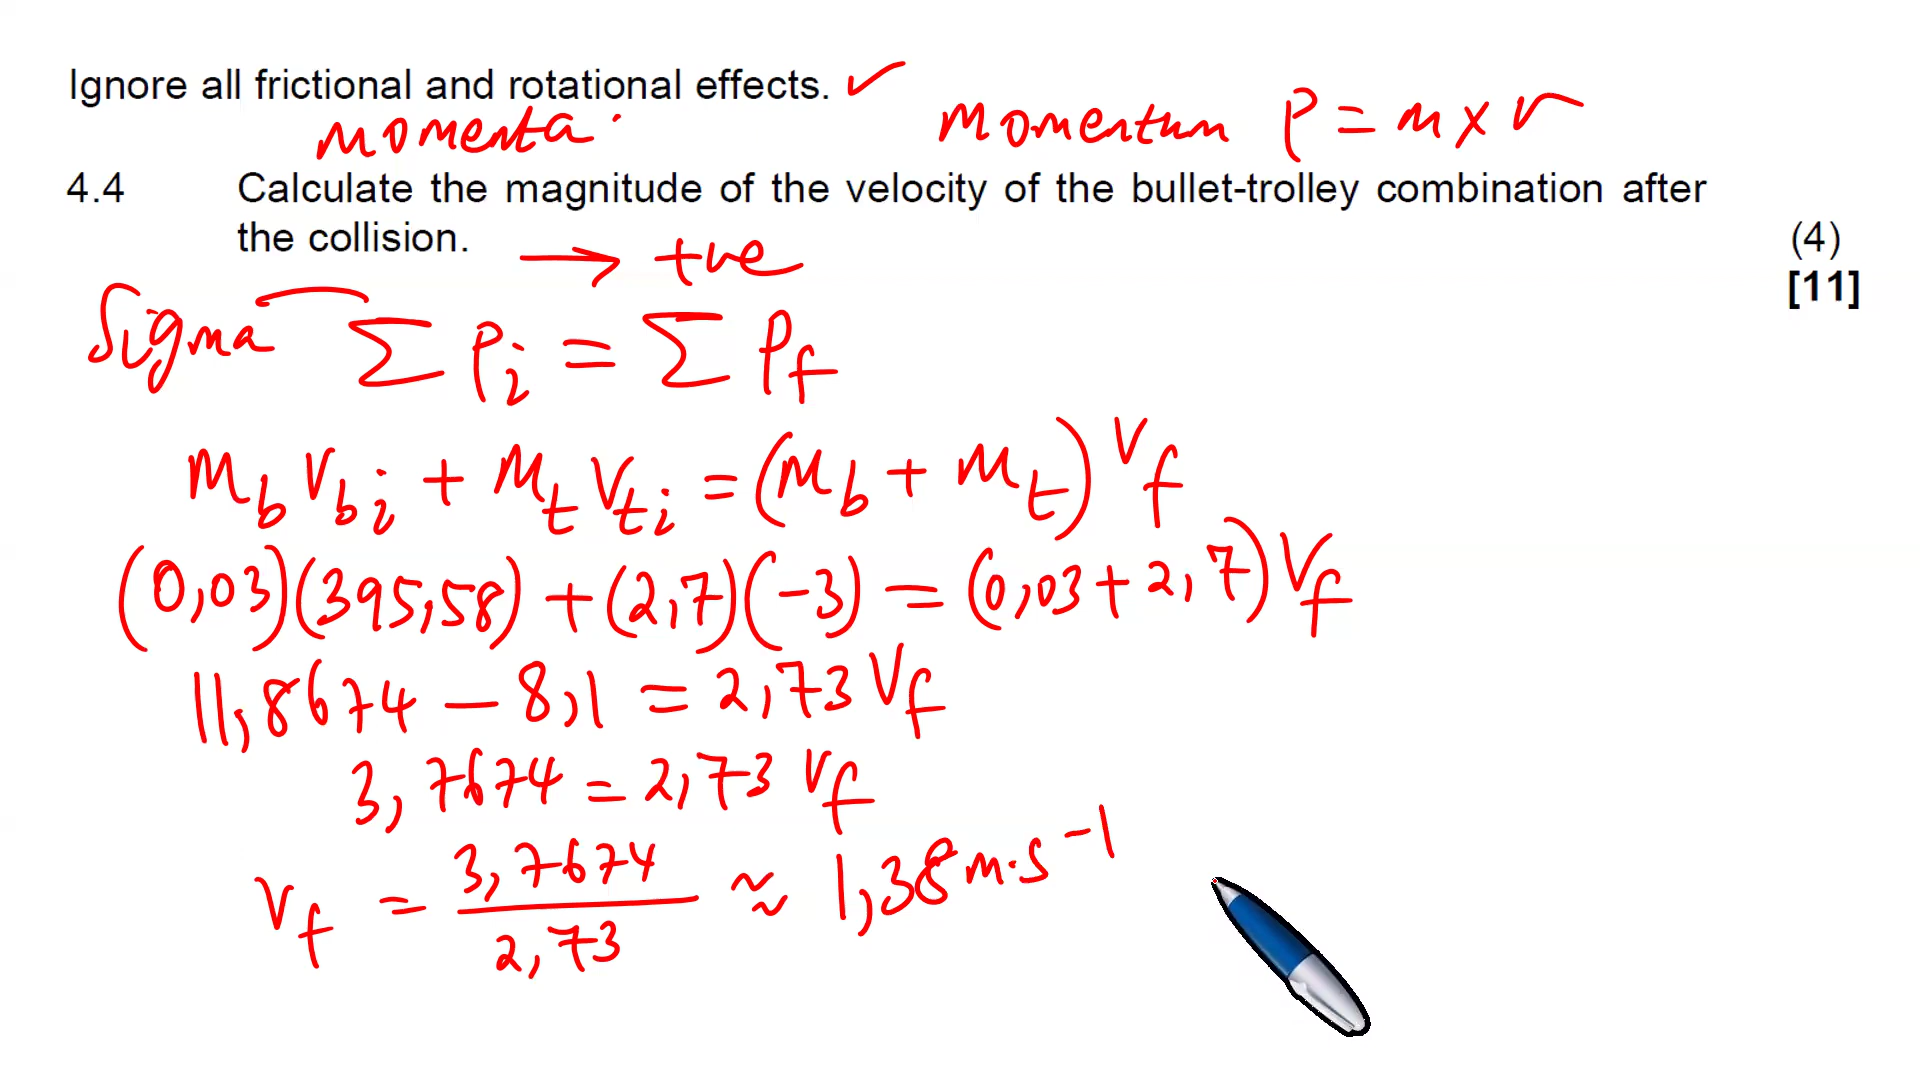 Ignore all frictional and rotational effects. ✓
momenta
momentum P = m x v
4.4 Calculate the magnitude of the velocity of the bullet-trolley combination after
the collision. (4)
→ +ve
[11]
Sigma ∑ Pi = ∑ Pf
mb vbi + mt vti = (mb + mt) vf
(0,03)(395,58) + (2,7)(-3) = (0,03 + 2,7) vf
11,8674 - 8,1 = 2,73 vf
3,7674 = 2,73 vf
vf = 3,7674 / 2,73 ≈ 1,38 m·s⁻¹